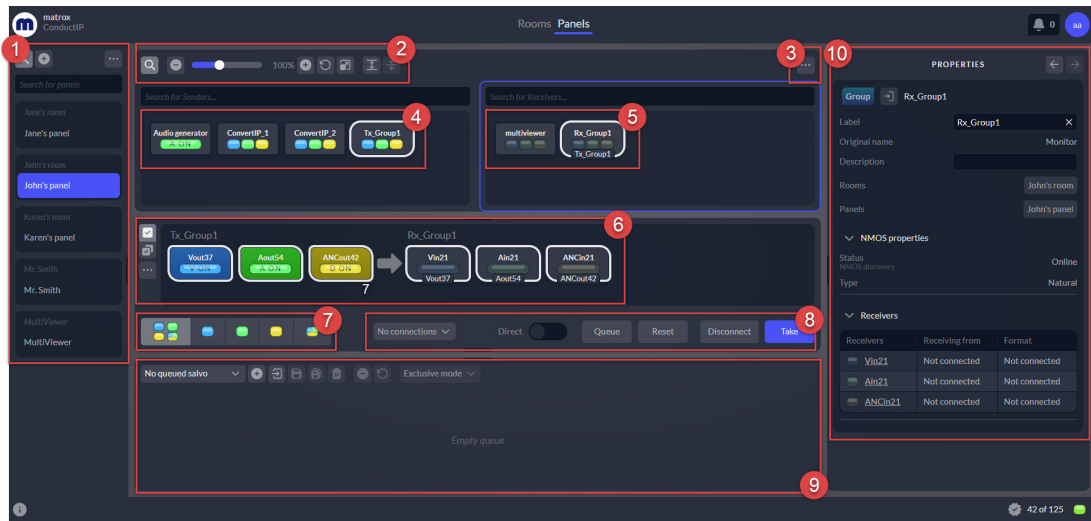 matrox
ConductIP
Rooms Panels
0
aa
1
2
3
10
100%
...
PROPERTIES
Search for panels
Search for Senders...
Search for Receivers...
Group
Rx_Group1
Jane's room
Jane's panel
4
5
Audio generator
A ON
ConvertIP_1
ConvertIP_2
Tx_Group1
multiviewer
Rx_Group1
Tx_Group1
Label
Rx_Group1
Original name
Monitor
Description
John's room
John's panel
Rooms
John's room
Panels
John's panel
Karen's room
Karen's panel
6
Tx_Group1
Rx_Group1
Vout37
V ON
Aout54
A ON
ANCout42
D ON
7
Vin21
Vout37
Ain21
Aout54
ANCin21
ANCout42
NMOS properties
Status
NMOS discovery
Online
Type
Natural
Mr. Smith
Mr. Smith
MultiViewer
MultiViewer
7
8
No connections
Direct
Queue
Reset
Disconnect
Take
Receivers
Receivers
Receiving from
Format
Vin21
Not connected
Not connected
Ain21
Not connected
Not connected
ANCin21
Not connected
Not connected
No queued salvo
Exclusive mode
Empty queue
9
42 of 125